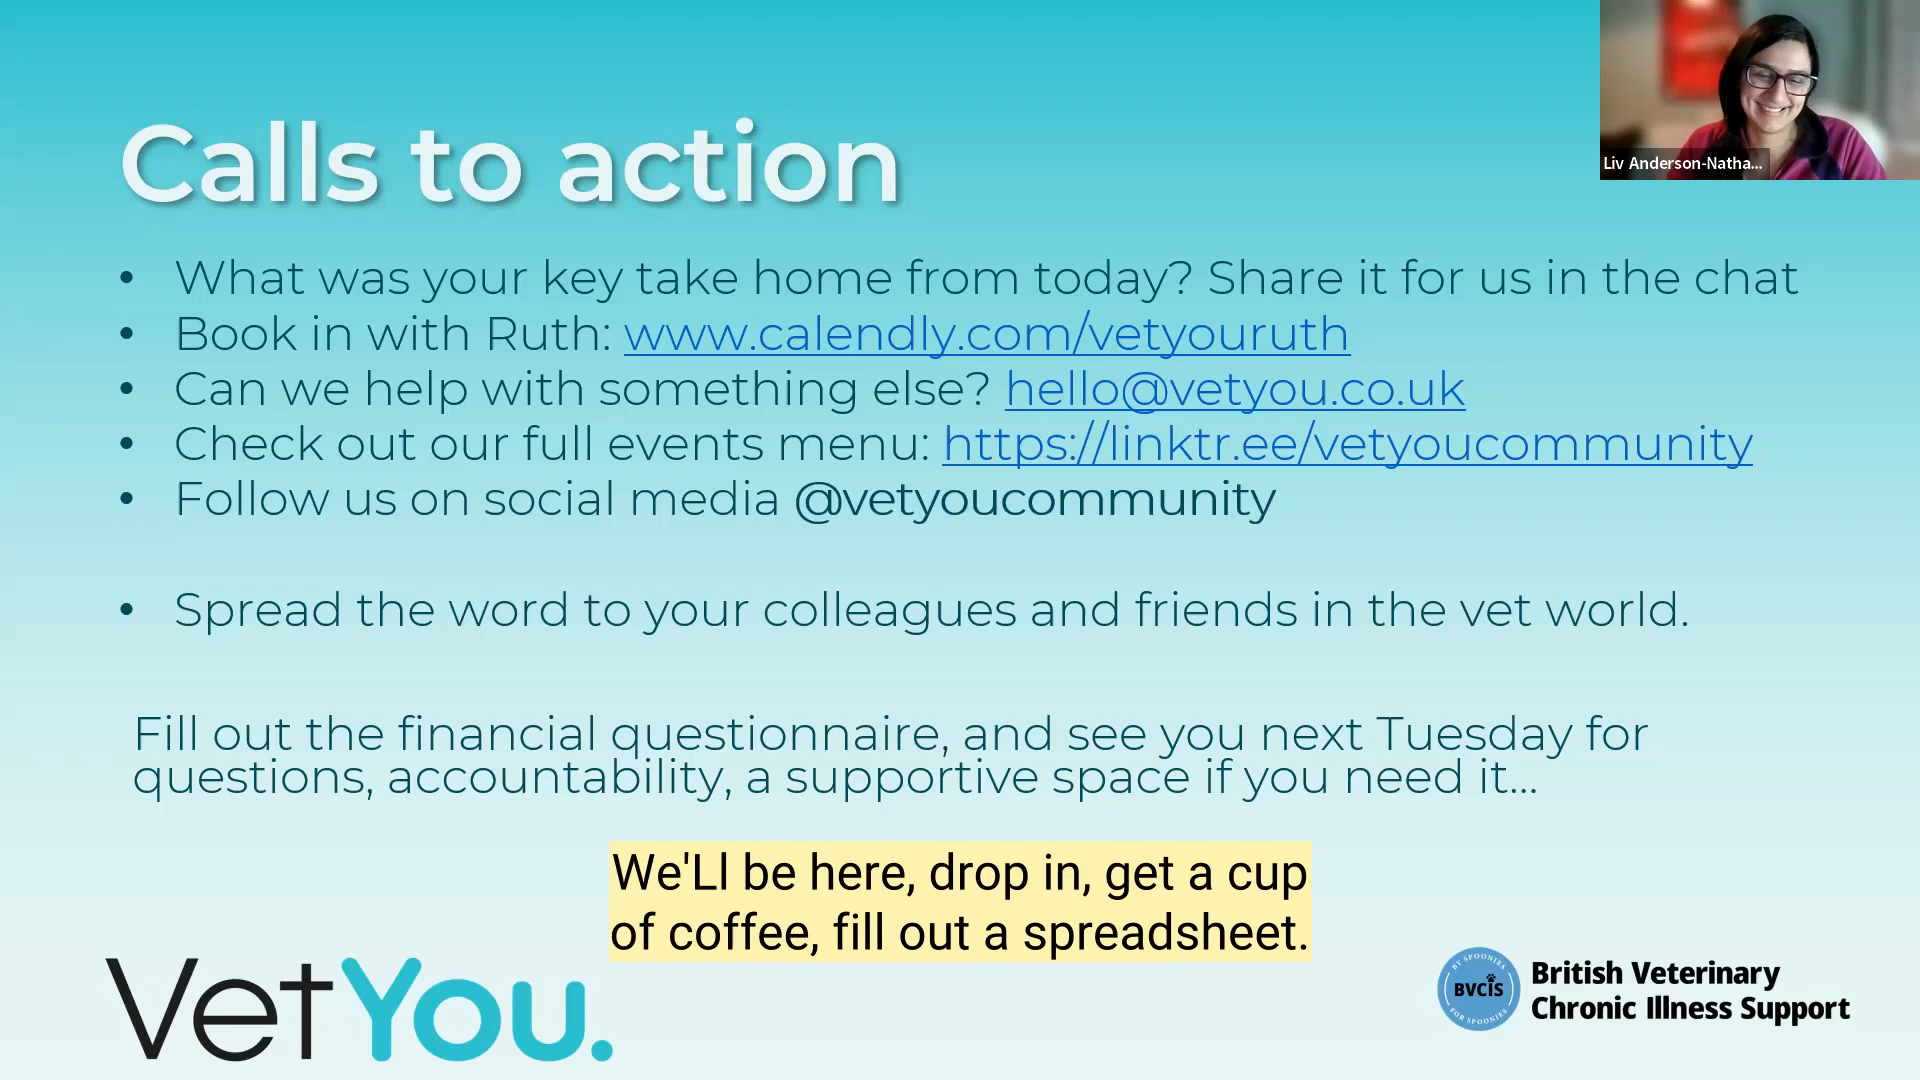 Liv Anderson-Natha...
Calls to action
• What was your key take home from today? Share it for us in the chat
• Book in with Ruth: www.calendly.com/vetyouruth
• Can we help with something else? hello@vetyou.co.uk
• Check out our full events menu: https://linktr.ee/vetyoucommunity
• Follow us on social media @vetyoucommunity
• Spread the word to your colleagues and friends in the vet world.
Fill out the financial questionnaire, and see you next Tuesday for
questions, accountability, a supportive space if you need it...
We'Ll be here, drop in, get a cup
of coffee, fill out a spreadsheet.
VetYou.
BY SPOONIES
BVCIS
FOR SPOONIES
British Veterinary
Chronic Illness Support